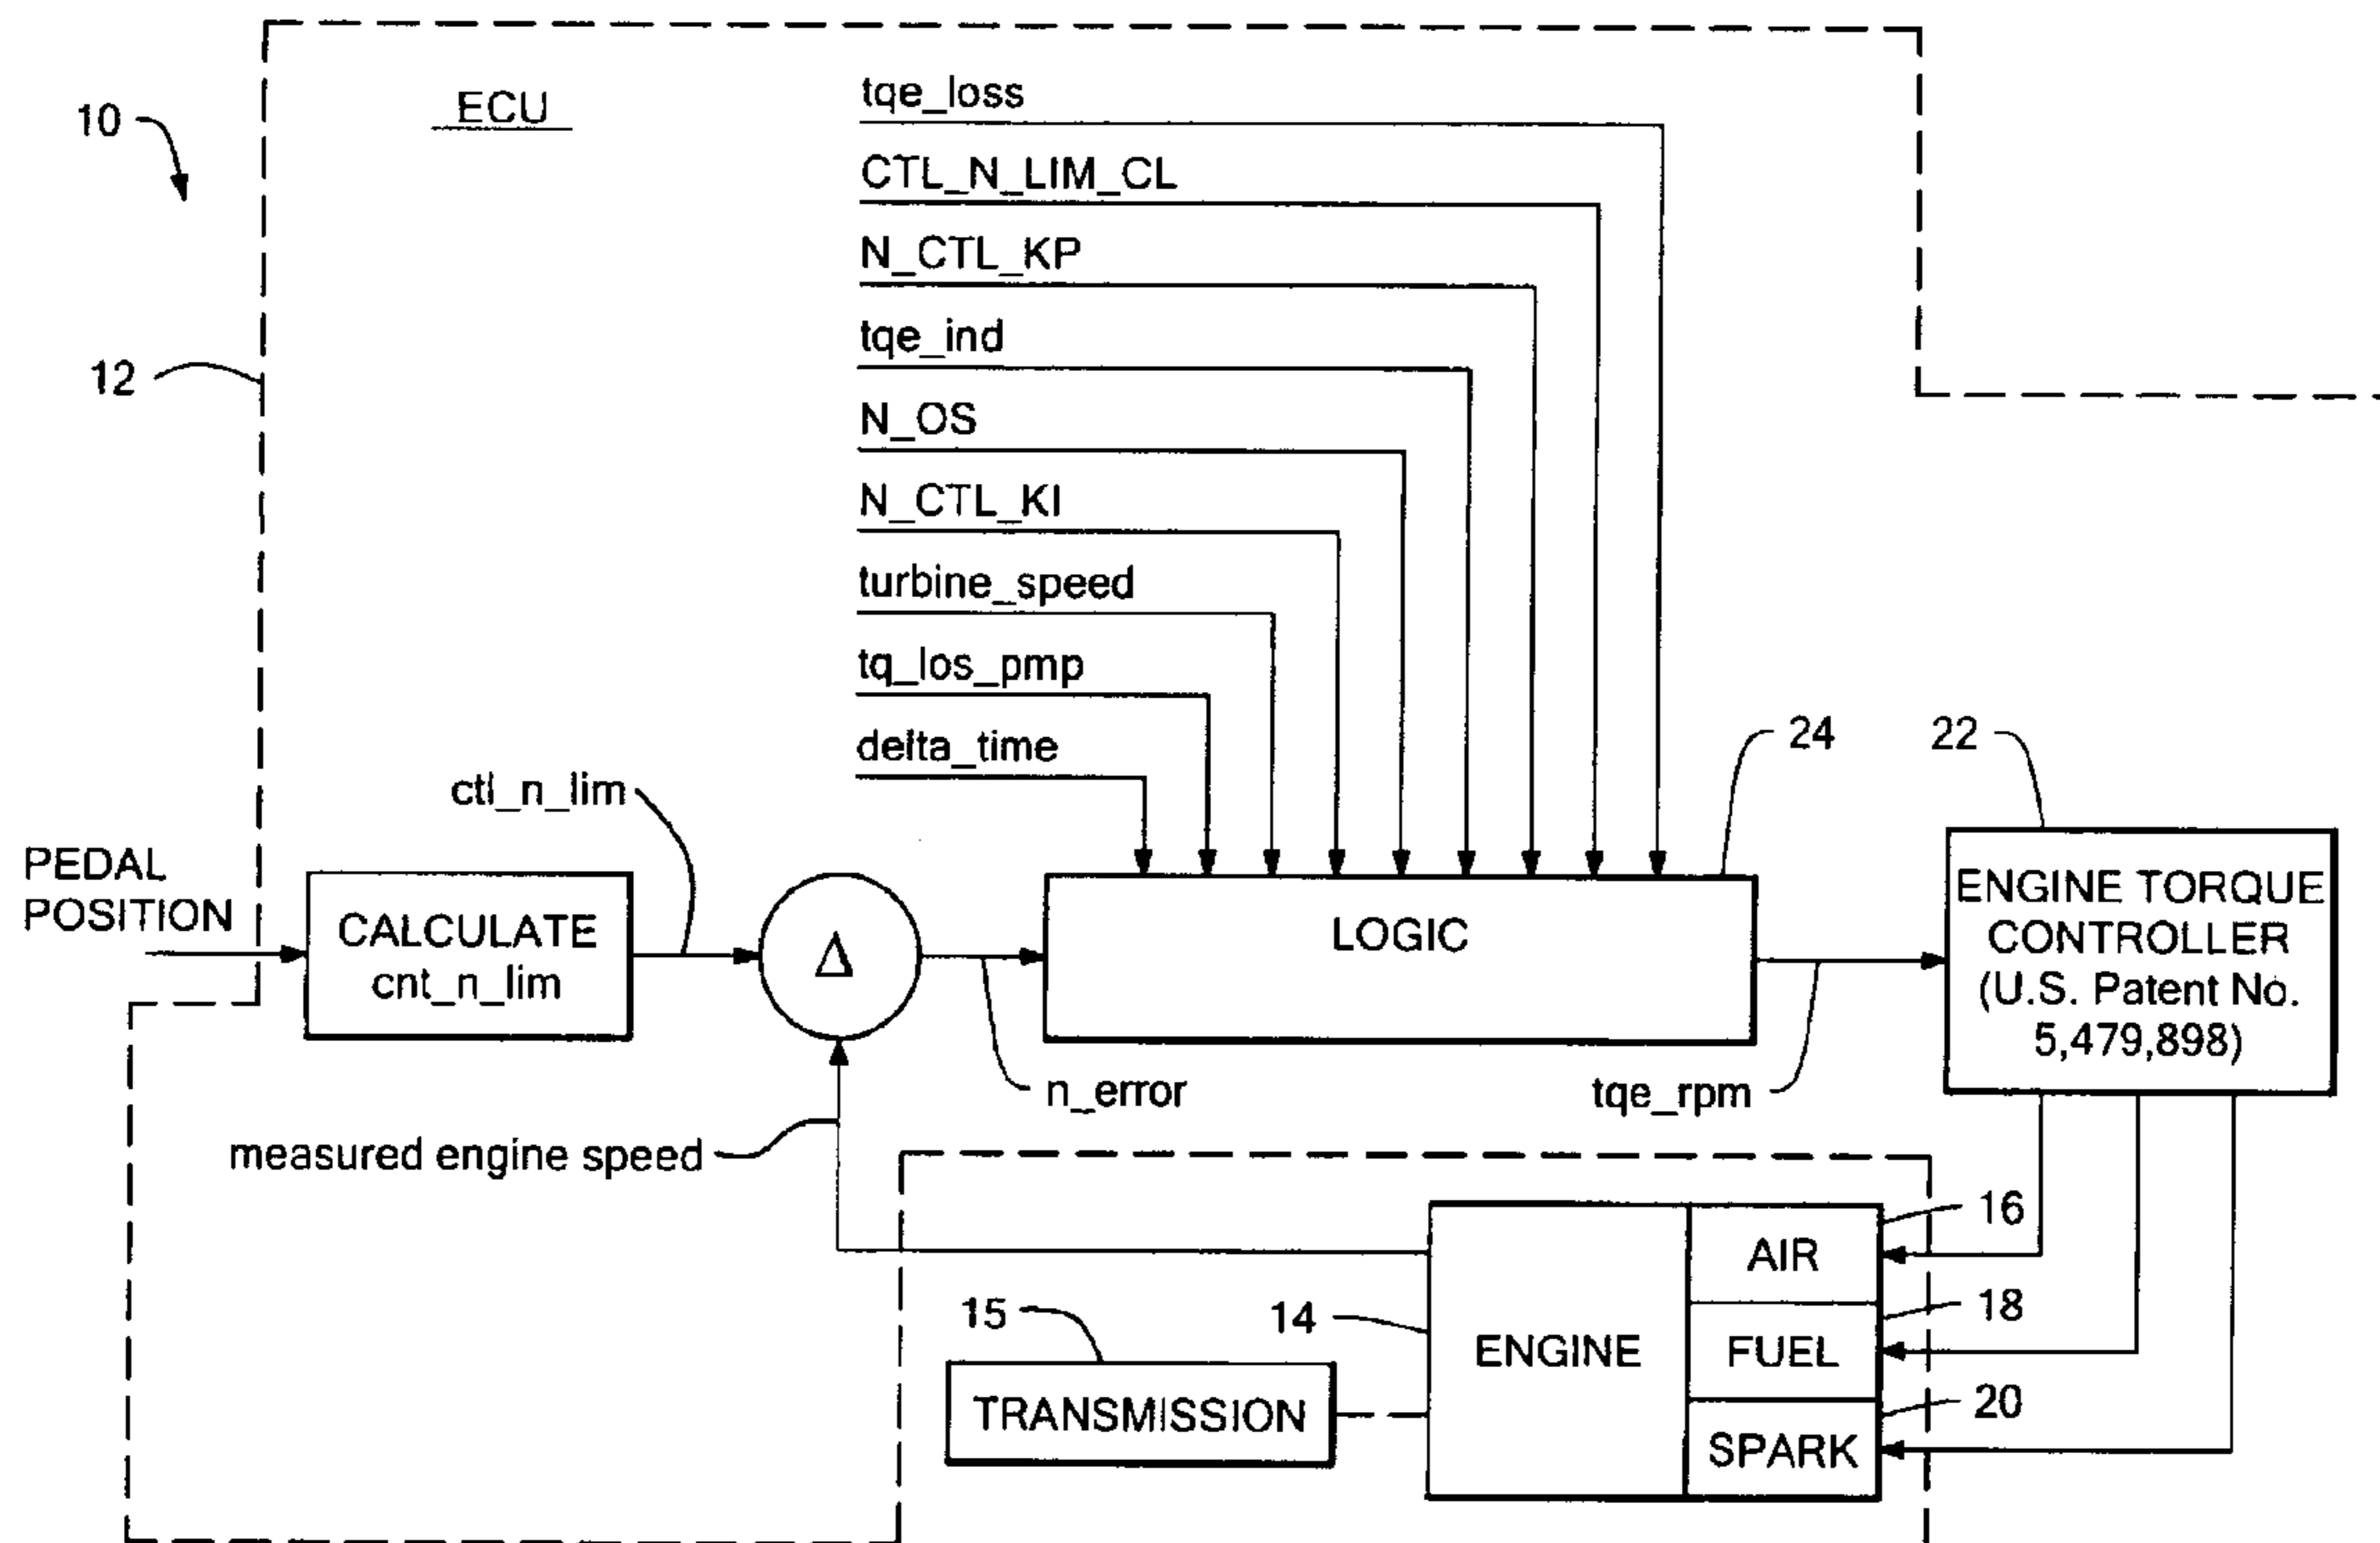 10
ECU
12
tqe_loss
CTL_N_LIM_CL
N_CTL_KP
tqe_ind
N_OS
N_CTL_KI
turbine_speed
tq_los_pmp
delta_time
24
22
ctl_n_lim
PEDAL
POSITION
CALCULATE
cnt_n_lim
Δ
LOGIC
ENGINE TORQUE
CONTROLLER
(U.S. Patent No.
5,479,898)
n_error
tqe_rpm
measured engine speed
15
TRANSMISSION
14
ENGINE
AIR
FUEL
SPARK
16
18
20